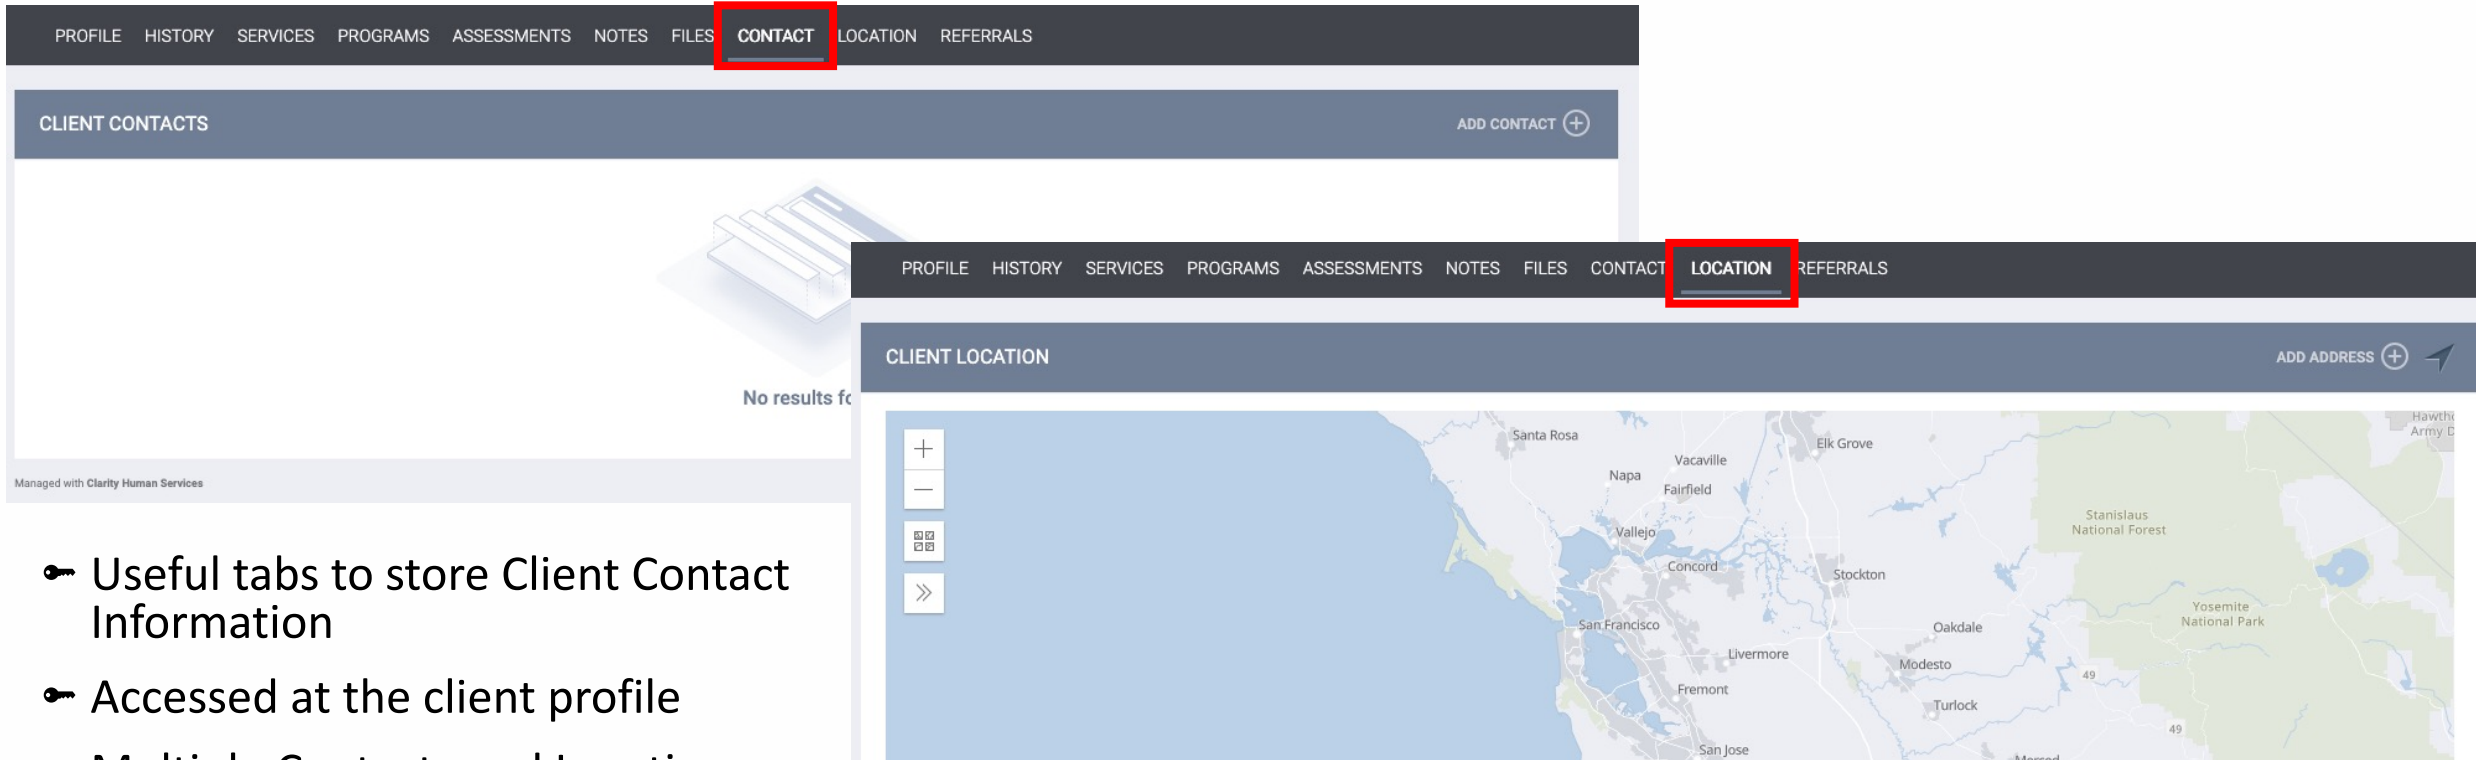 PROFILE HISTORY SERVICES PROGRAMS ASSESSMENTS NOTES FILES CONTACT LOCATION REFERRALS
CLIENT CONTACTS
ADD CONTACT
No results
Managed with Clarity Human Services
PROFILE HISTORY SERVICES PROGRAMS ASSESSMENTS NOTES FILES CONTACT LOCATION REFERRALS
CLIENT LOCATION
ADD ADDRESS
Army
Santa Rosa
Elk Grove
Vacaville
Napa
Fairfield
Stanislaus
National Forest
Vallejo
Concord
Stockton
Yosemite
National Park
San Francisco
Oakdale
Livermore
Modesto
49
Fremont
Turlock
49
San Jose
Merced
Useful tabs to store Client Contact
Information
Accessed at the client profile